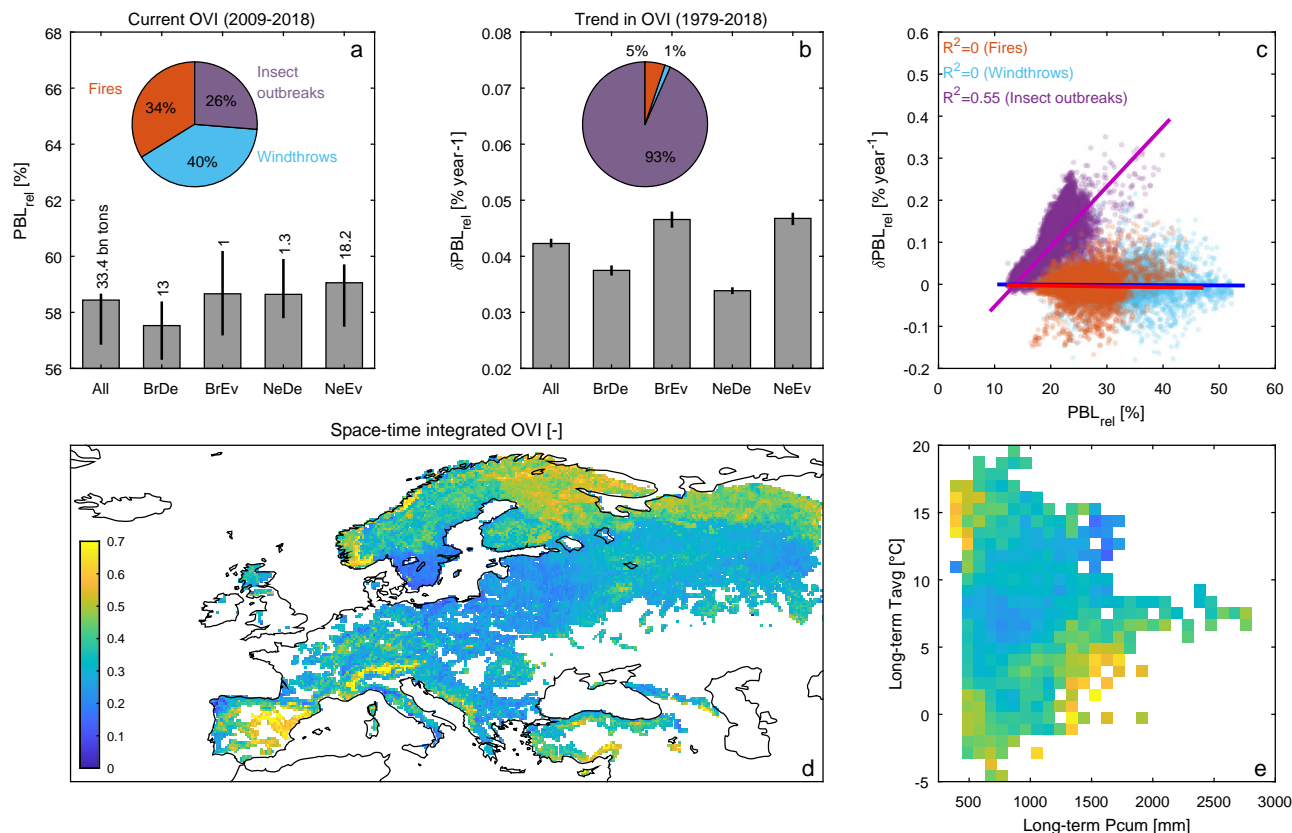 Current OVI (2009-2018)
a
68
66
64
62
60
58
56
PBLrel [%]
Fires
Insect
outbreaks
Windthrows
34%
26%
40%
33.4 bn tons
13
1
1.3
18.2
All BrDe BrEv NeDe NeEv
Trend in OVI (1979-2018)
b
0.08
0.07
0.06
0.05
0.04
0.03
0.02
δPBLrel [% year-1]
5% 1%
93%
All BrDe BrEv NeDe NeEv
c
R²=0 (Fires)
R²=0 (Windthrows)
R²=0.55 (Insect outbreaks)
0.6
0.5
0.4
0.3
0.2
0.1
0
-0.1
-0.2
δPBLrel [% year⁻¹]
0 10 20 30 40 50 60
PBLrel [%]
Space-time integrated OVI [-]
0.7
0.6
0.5
0.4
0.3
0.2
0.1
0
d
20
15
10
5
0
-5
Long-term Tavg [°C]
e
500 1000 1500 2000 2500 3000
Long-term Pcum [mm]